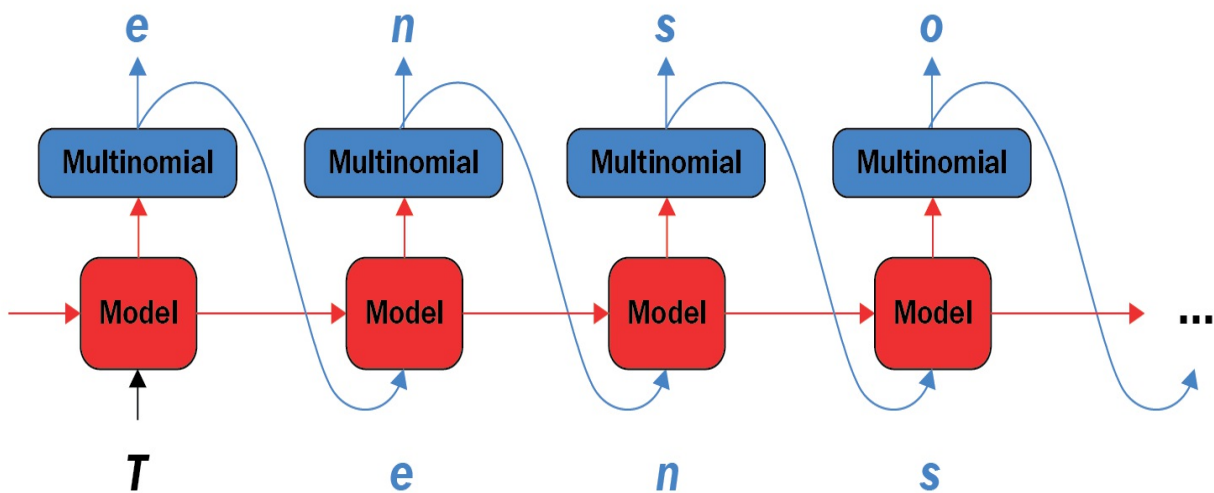 e n s o
Multinomial Multinomial Multinomial Multinomial
Model Model Model Model ...
T e n s